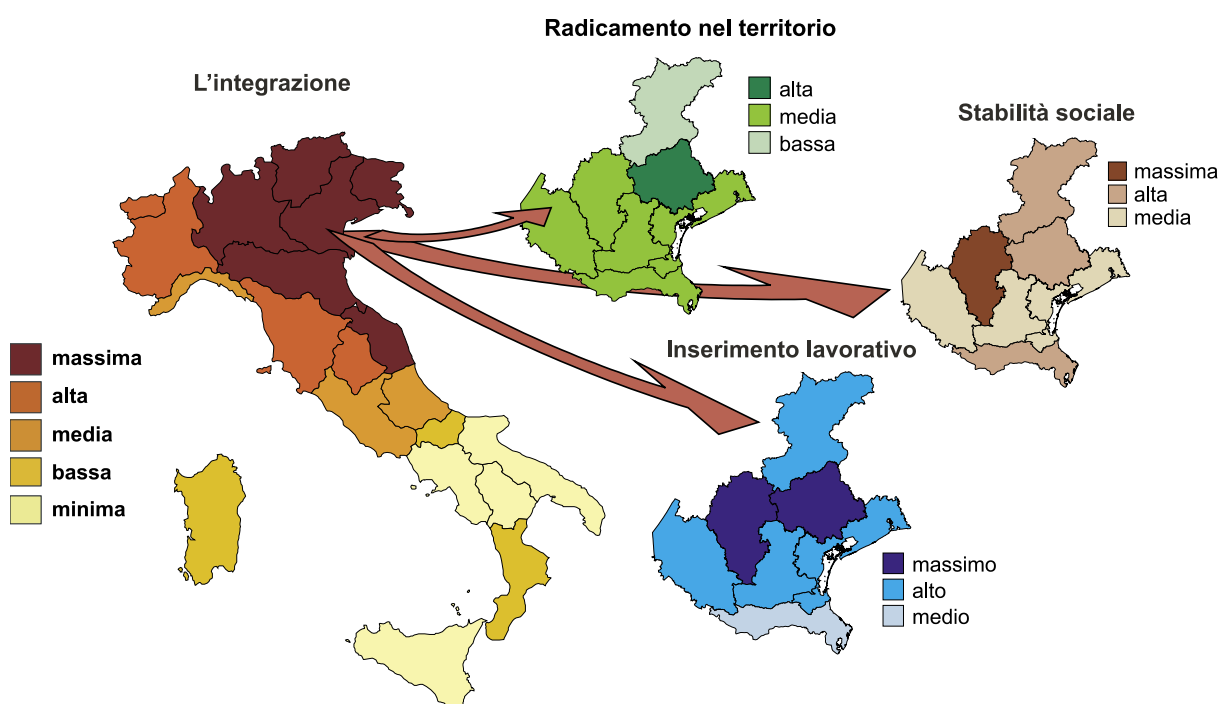 Radicamento nel territorio
L'integrazione
alta
media
bassa
Stabilità sociale
massima
alta
media
Inserimento lavorativo
massima
alta
media
bassa
minima
massimo
alto
medio